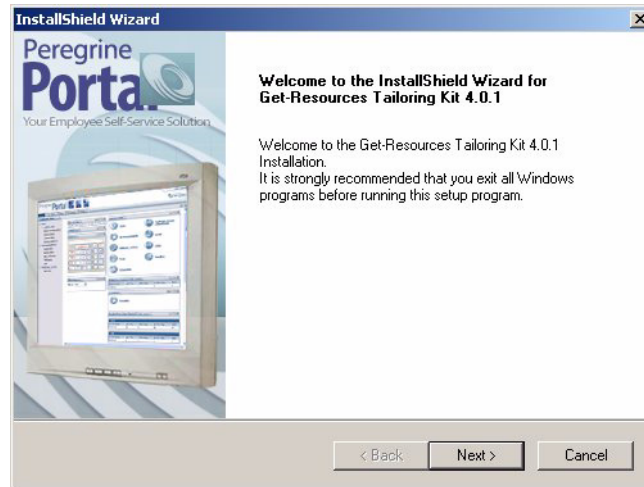 InstallShield Wizard
Peregrine
Portal
Your Employee Self-Service Solution
Welcome to the InstallShield Wizard for
Get-Resources Tailoring Kit 4.0.1
Welcome to the Get-Resources Tailoring Kit 4.0.1
Installation.
It is strongly recommended that you exit all Windows
programs before running this setup program.
< Back
Next >
Cancel